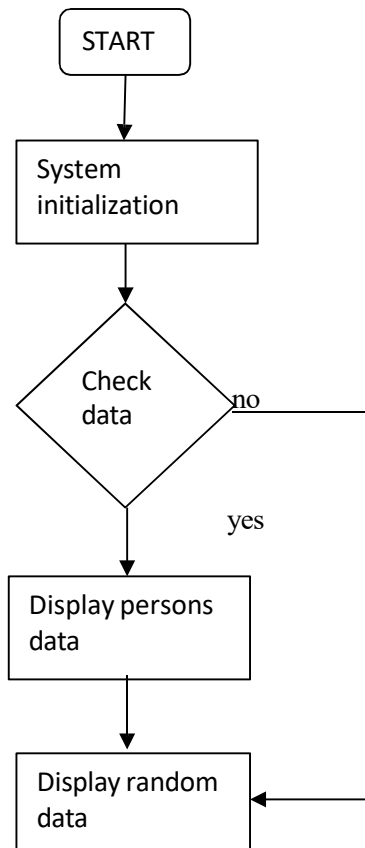 START
System
initialization
Check
data
no
yes
Display persons
data
Display random
data